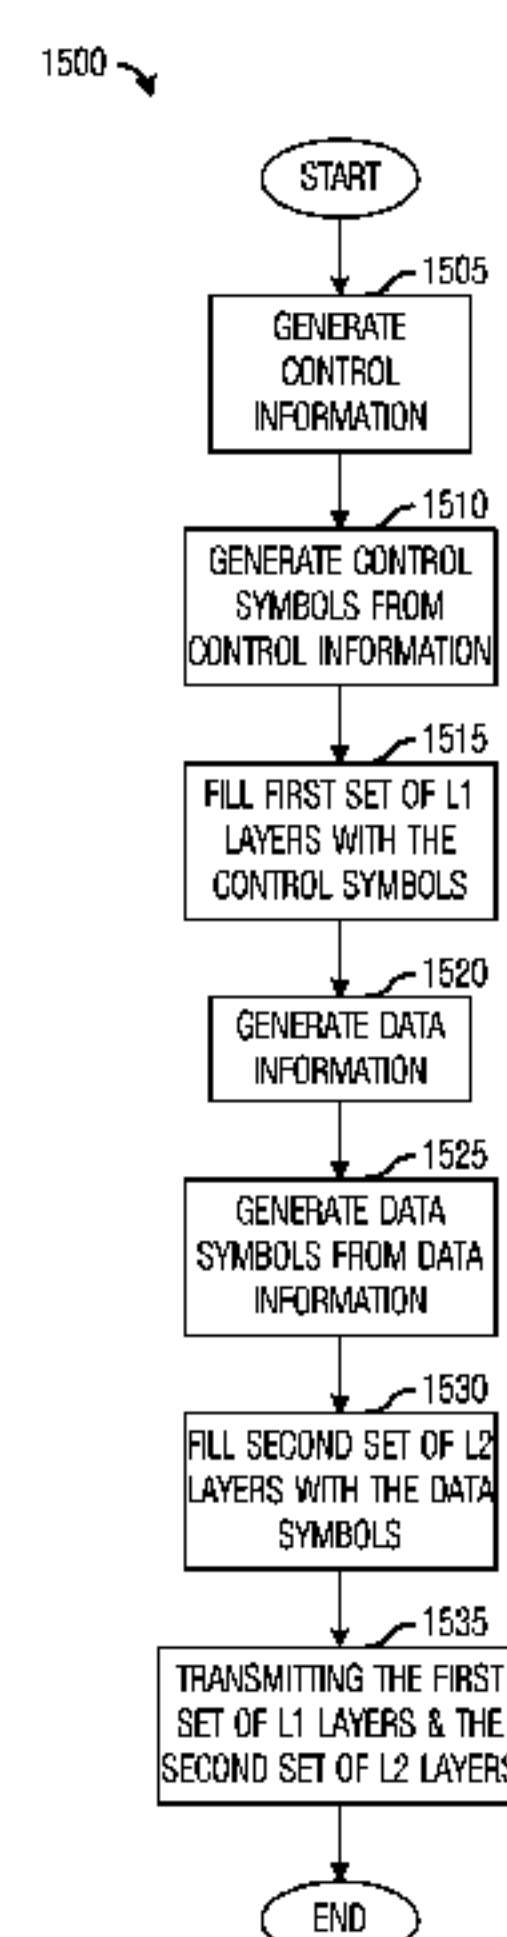 1500
START
1505
GENERATE
CONTROL
INFORMATION
1510
GENERATE CONTROL
SYMBOLS FROM
CONTROL INFORMATION
1515
FILL FIRST SET OF L1
LAYERS WITH THE
CONTROL SYMBOLS
1520
GENERATE DATA
INFORMATION
1525
GENERATE DATA
SYMBOLS FROM DATA
INFORMATION
1530
FILL SECOND SET OF L2
LAYERS WITH THE DATA
SYMBOLS
1535
TRANSMITTING THE FIRST
SET OF L1 LAYERS & THE
SECOND SET OF L2 LAYERS
END